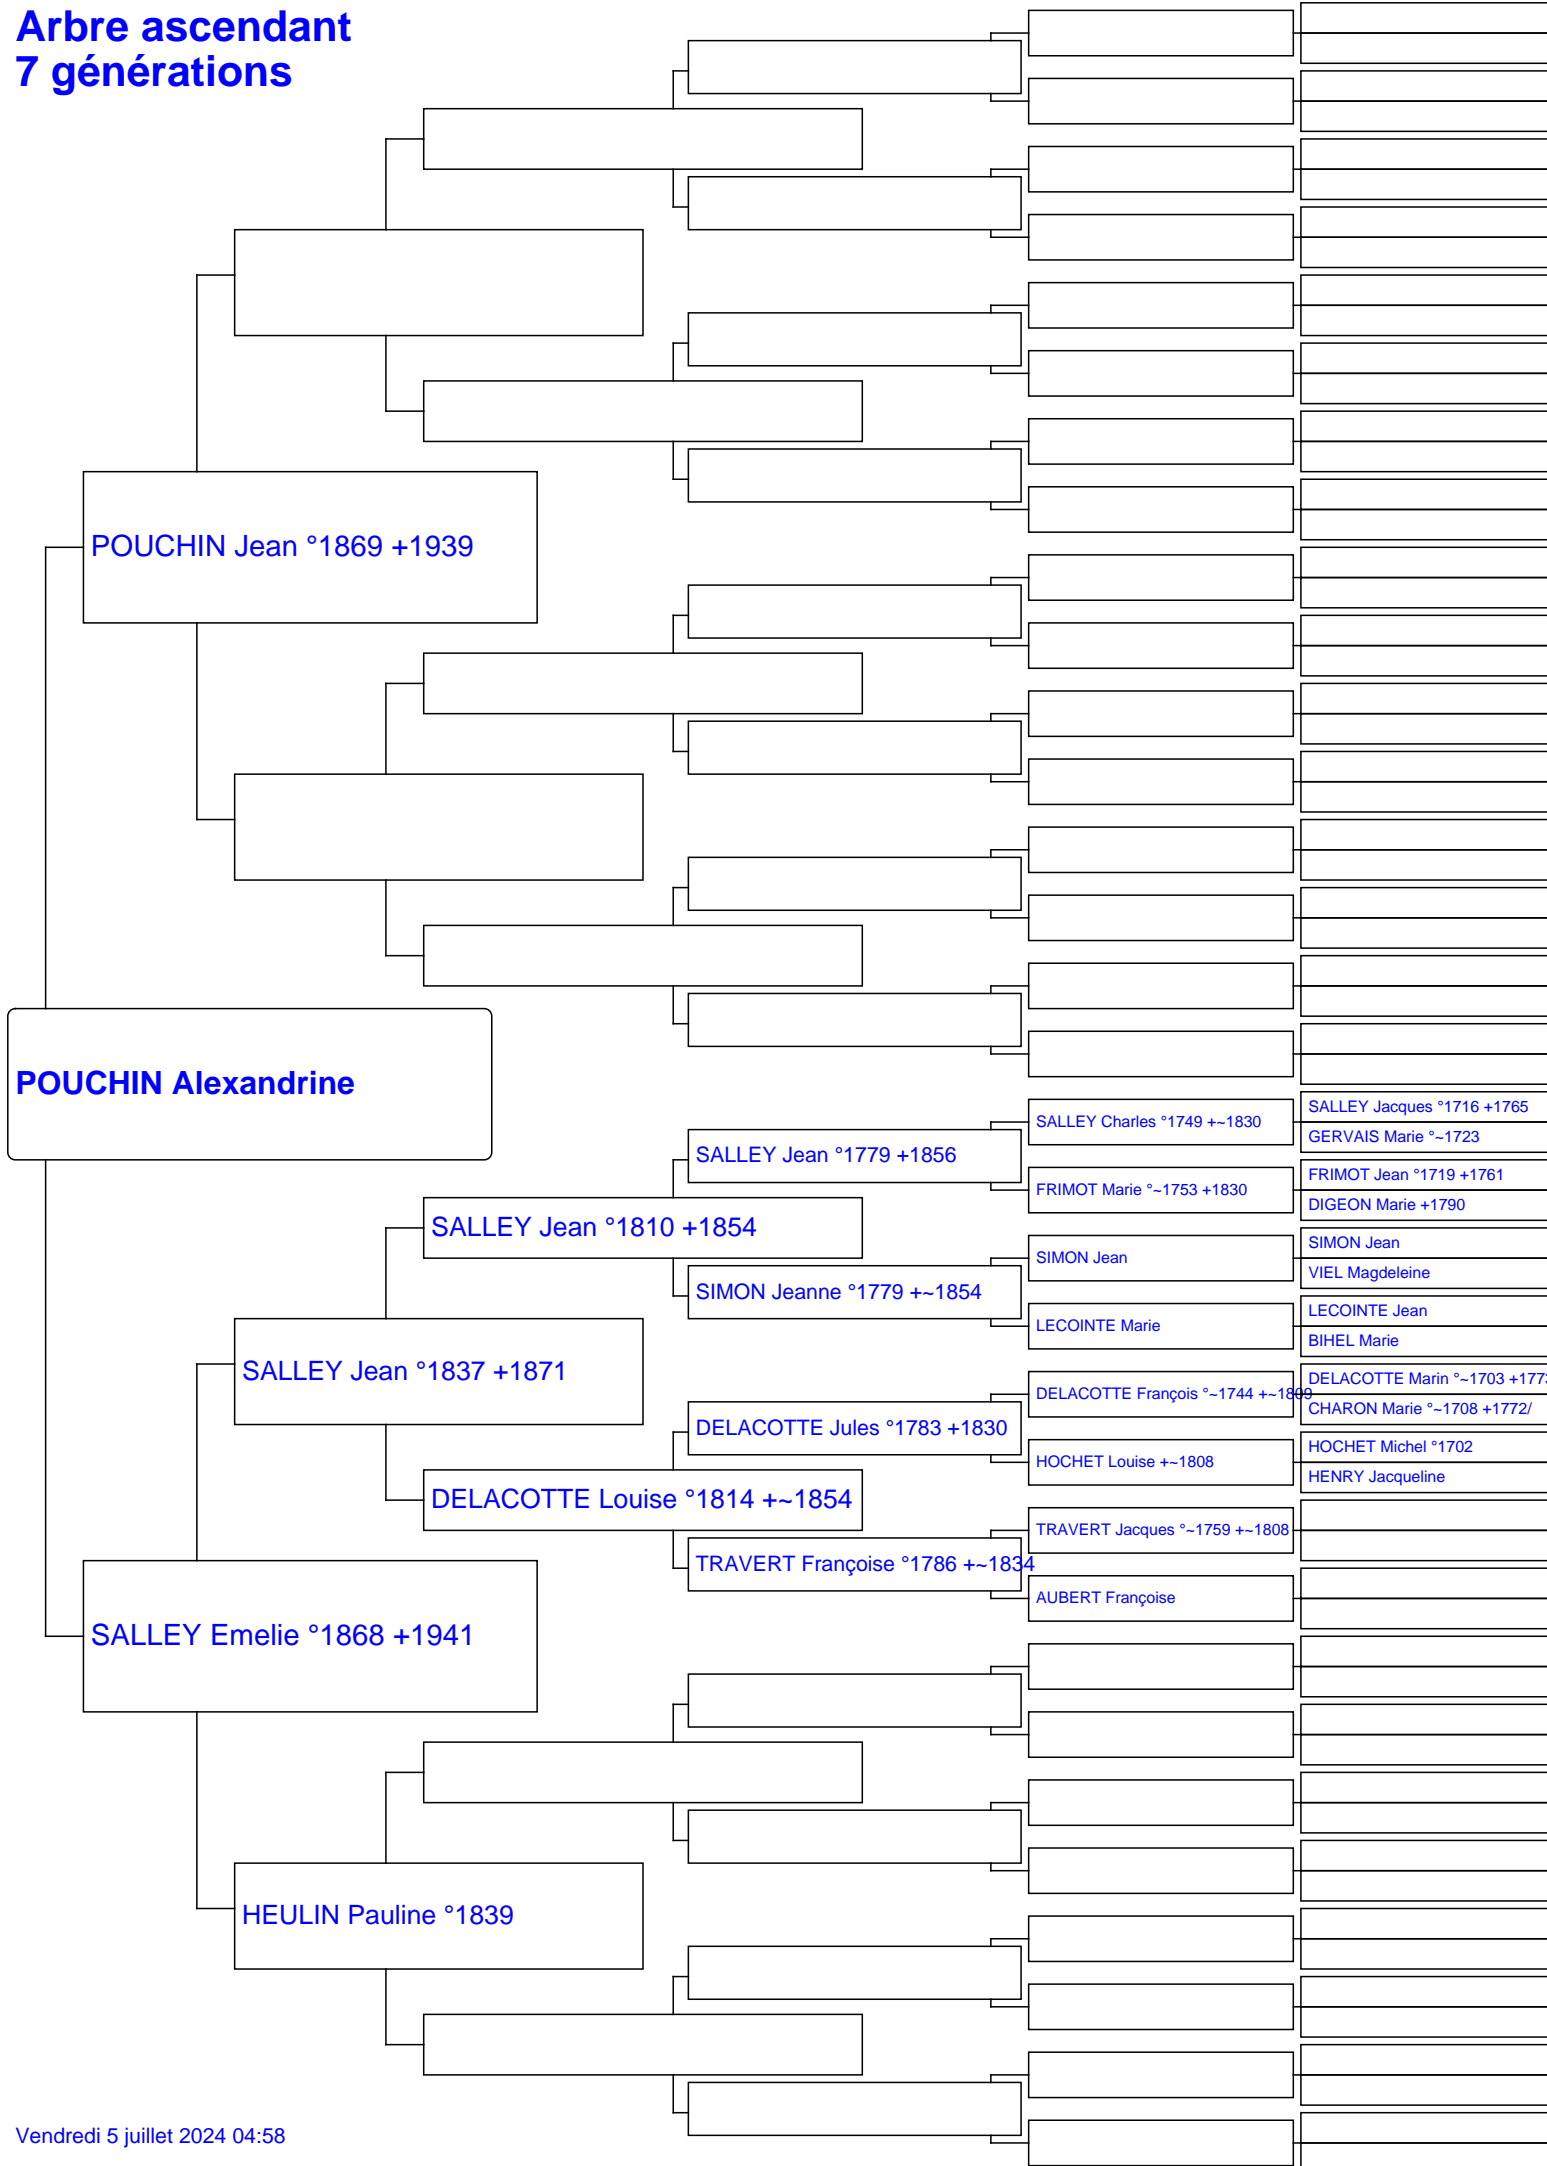 Arbre ascendant
7 générations
POUCHIN Jean °1869 +1939
POUCHIN Alexandrine
SALLEY Charles °1749 +~1830
SALLEY Jacques °1716 +1765
GERVAIS Marie °~1723
SALLEY Jean °1779 +1856
FRIMOT Marie °~1753 +1830
FRIMOT Jean °1719 +1761
DIGEON Marie +1790
SALLEY Jean °1810 +1854
SIMON Jean
SIMON Jean
VIEL Magdeleine
SIMON Jeanne °1779 +~1854
LECOINTE Marie
LECOINTE Jean
BIHEL Marie
SALLEY Jean °1837 +1871
DELACOTTE François °~1744 +~1809
DELACOTTE Marin °~1703 +1773
CHARON Marie °~1708 +1772/
DELACOTTE Jules °1783 +1830
HOCHET Louise +~1808
HOCHET Michel °1702
HENRY Jacqueline
DELACOTTE Louise °1814 +~1854
TRAVERT Jacques °~1759 +~1808
TRAVERT Françoise °1786 +~1834
AUBERT Françoise
SALLEY Emelie °1868 +1941
HEULIN Pauline °1839
Vendredi 5 juillet 2024 04:58